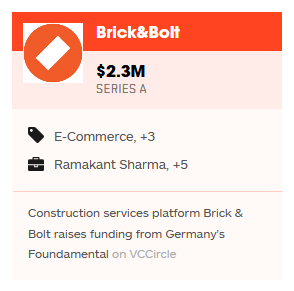 Brick&Bolt
$2.3M
SERIES A
E-Commerce, +3
Ramakant Sharma, +5
Construction services platform Brick &
Bolt raises funding from Germany's
Foundamental on VCCircle